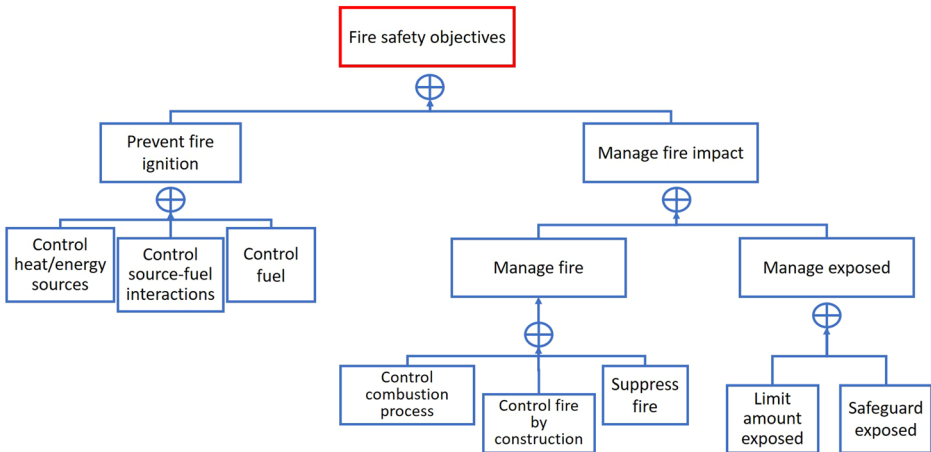 Fire safety objectives
Prevent fire
ignition
Manage fire impact
Control
heat/energy
sources
Control
source-fuel
interactions
Control
fuel
Manage fire
Manage exposed
Control
combustion
process
Control fire
by
construction
Suppress
fire
Limit
amount
exposed
Safeguard
exposed